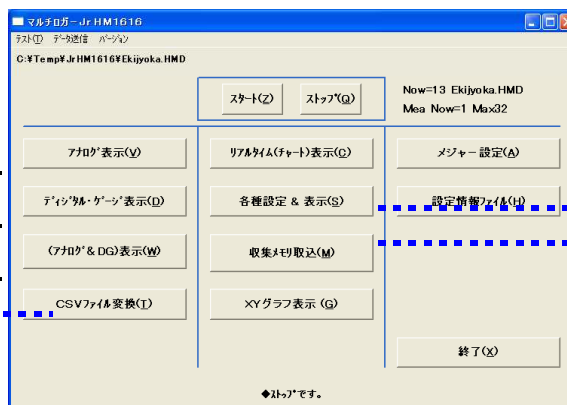 マルチロガーJr HM1616
テスト(T) データ送信 バージョン
C:¥Temp¥JrHM1616¥Ekijyoka.HMD
スタート(Z) ストップ(Q)
Now=13 Ekijyoka.HMD
Mea Now=1 Max32
アナログ表示(V) リアルタイム(チャート)表示(C) メジャー設定(A)
ディジタル・ゲージ表示(D) 各種設定 & 表示(S) 設定情報ファイル(H)
(アナログ& DG)表示(W) 収集メモリ取込(M)
CSVファイル変換(T) XYグラフ表示 (G)
終了(X)
◆ストップです。